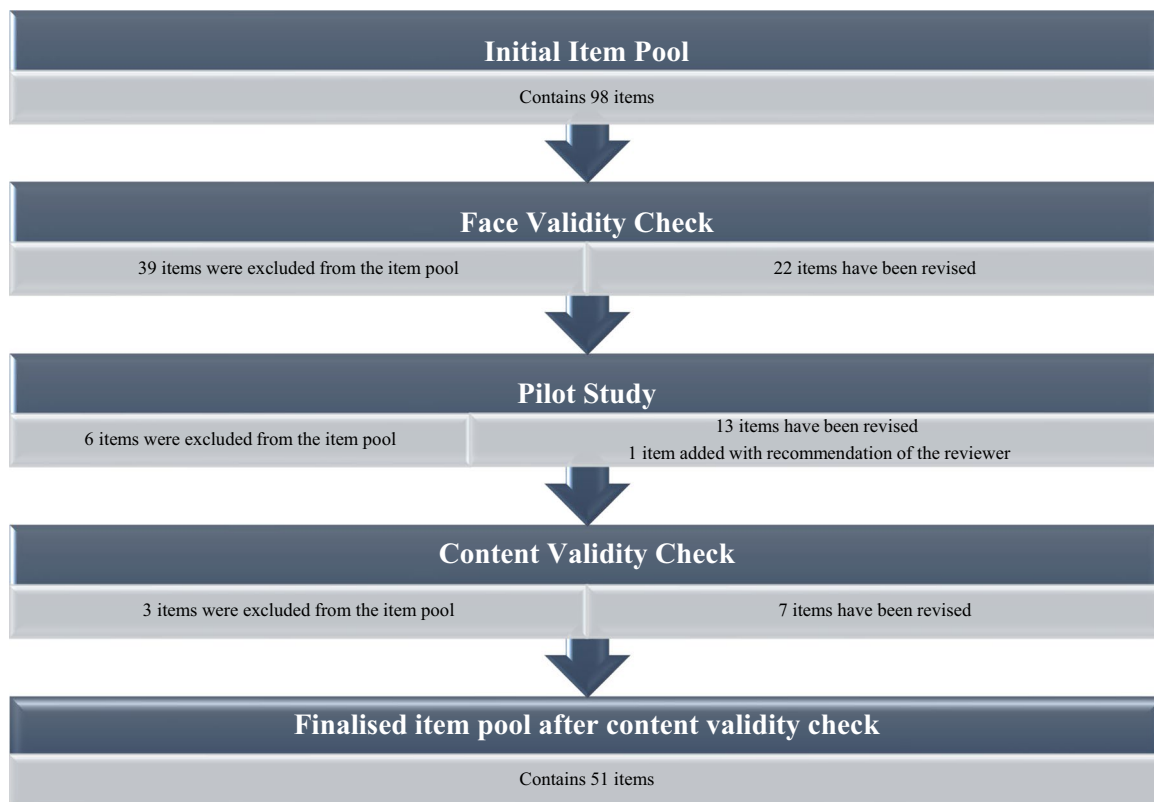 Initial Item Pool
Contains 98 items
Face Validity Check
39 items were excluded from the item pool
22 items have been revised
Pilot Study
6 items were excluded from the item pool
13 items have been revised
1 item added with recommendation of the reviewer
Content Validity Check
3 items were excluded from the item pool
7 items have been revised
Finalised item pool after content validity check
Contains 51 items